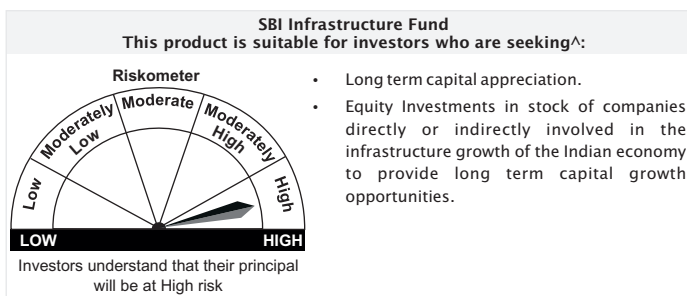 SBI Infrastructure Fund
This product is suitable for investors who are seeking^:
Riskometer
Low
Moderately
Low
Moderate
Moderately
High
High
LOW
HIGH
Investors understand that their principal
will be at High risk
• Long term capital appreciation.
• Equity Investments in stock of companies
directly or indirectly involved in the
infrastructure growth of the Indian economy
to provide long term capital growth
opportunities.